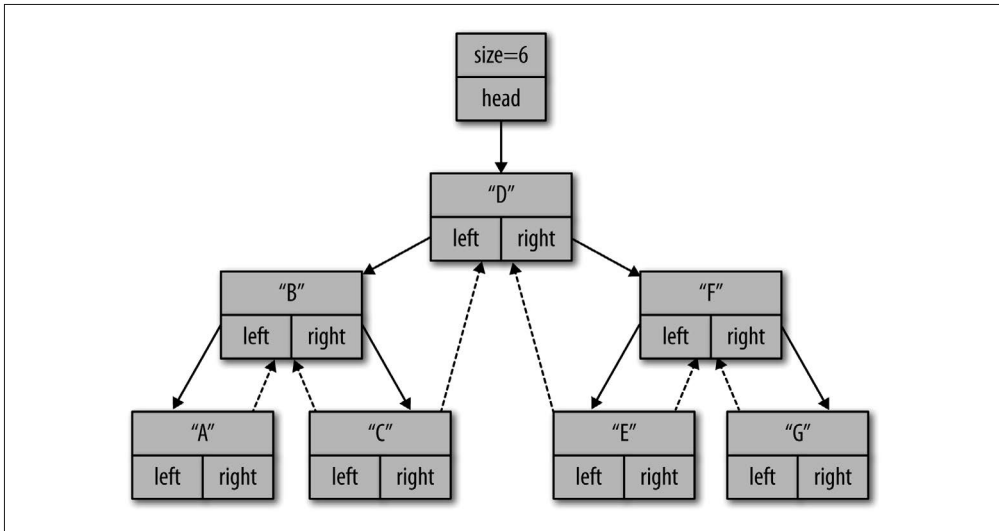 size=6
head
“D”
left right
“B”
left right
“F”
left right
“A”
left right
“C”
left right
“E”
left right
“G”
left right